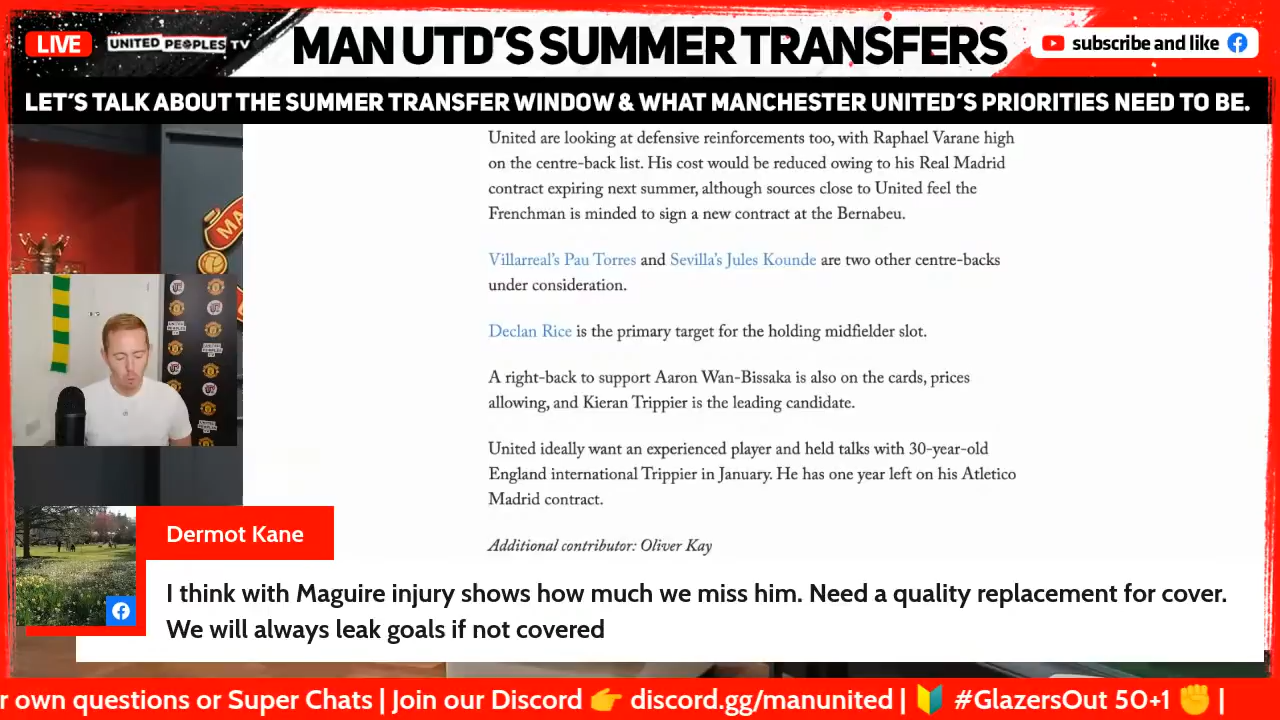 LIVE
UNITED PEOPLES TV
MAN UTD'S SUMMER TRANSFERS
subscribe and like
LET'S TALK ABOUT THE SUMMER TRANSFER WINDOW & WHAT MANCHESTER UNITED'S PRIORITIES NEED TO BE.
United are looking at defensive reinforcements too, with Raphael Varane high
on the centre-back list. His cost would be reduced owing to his Real Madrid
contract expiring next summer, although sources close to United feel the
Frenchman is minded to sign a new contract at the Bernabeu.
Villarreal's Pau Torres and Sevilla's Jules Kounde are two other centre-backs
under consideration.
Declan Rice is the primary target for the holding midfielder slot.
A right-back to support Aaron Wan-Bissaka is also on the cards, prices
allowing, and Kieran Trippier is the leading candidate.
United ideally want an experienced player and held talks with 30-year-old
England international Trippier in January. He has one year left on his Atletico
Madrid contract.
Additional contributor: Oliver Kay
Dermot Kane
I think with Maguire injury shows how much we miss him. Need a quality replacement for cover.
We will always leak goals if not covered
r own questions or Super Chats | Join our Discord 👉 discord.gg/manunited | 🔰 #GlazersOut 50+1 ✊ |